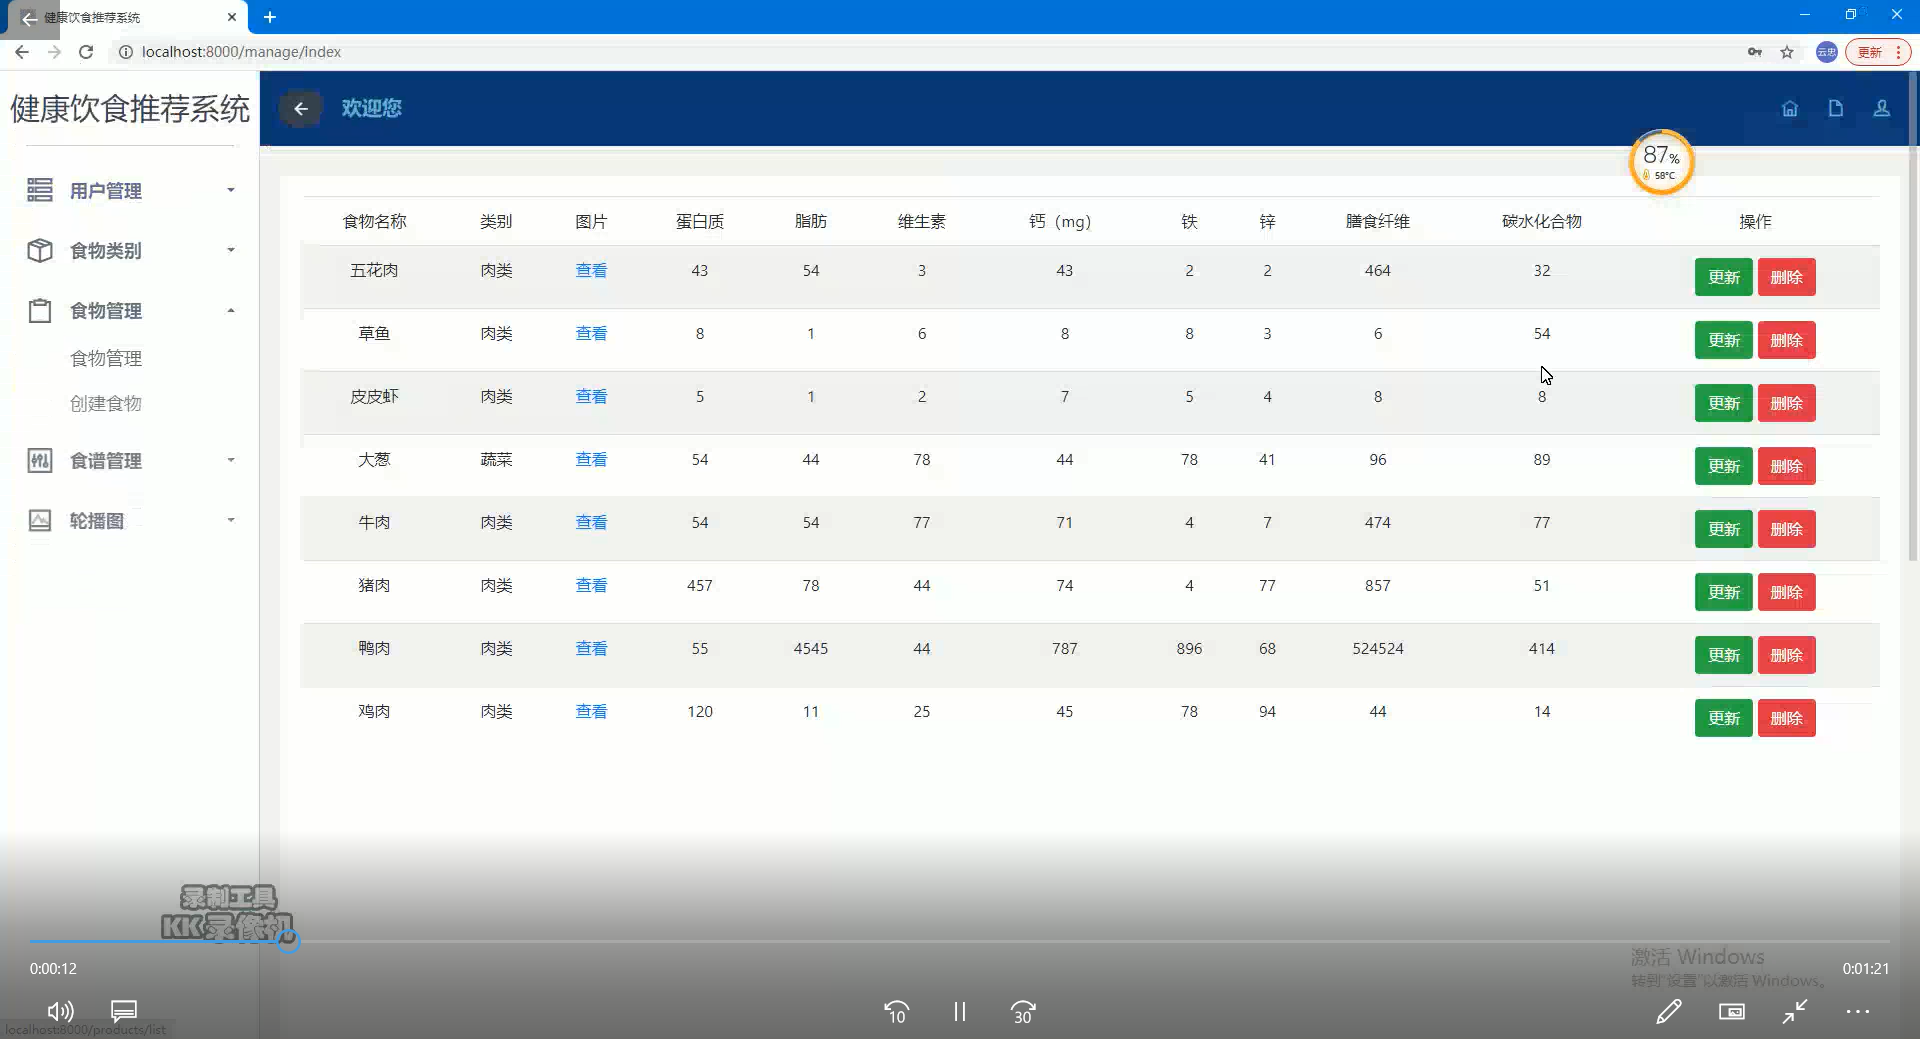 健康饮食推荐系统
localhost:8000/manage/index
更新
健康饮食推荐系统
欢迎您
87%
58°C
用户管理
食物类别
食物管理
食物管理
创建食物
食谱管理
轮播图
食物名称 类别 图片 蛋白质 脂肪 维生素 钙（mg） 铁 锌 膳食纤维 碳水化合物 操作
五花肉 肉类 查看 43 54 3 43 2 2 464 32 更新 删除
草鱼 肉类 查看 8 1 6 8 8 3 6 54 更新 删除
皮皮虾 肉类 查看 5 1 2 7 5 4 8 8 更新 删除
大葱 蔬菜 查看 54 44 78 44 78 41 96 89 更新 删除
牛肉 肉类 查看 54 54 77 71 4 7 474 77 更新 删除
猪肉 肉类 查看 457 78 44 74 4 77 857 51 更新 删除
鸭肉 肉类 查看 55 4545 44 787 896 68 524524 414 更新 删除
鸡肉 肉类 查看 120 11 25 45 78 94 44 14 更新 删除
录制工具
KK录像机
激活 Windows
转到"设置"以激活 Windows。
0:00:12
0:01:21
10
30
localhost:8000/products/list